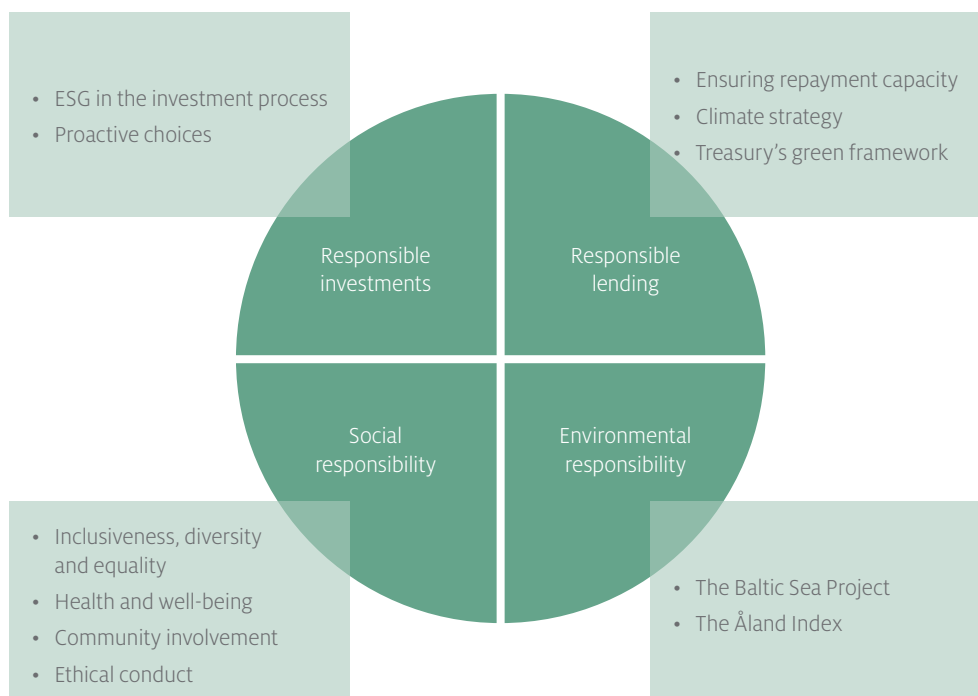 • ESG in the investment process
• Proactive choices
• Ensuring repayment capacity
• Climate strategy
• Treasury’s green framework
Responsible
investments
Responsible
lending
Social
responsibility
Environmental
responsibility
• Inclusiveness, diversity
and equality
• Health and well-being
• Community involvement
• Ethical conduct
• The Baltic Sea Project
• The Åland Index